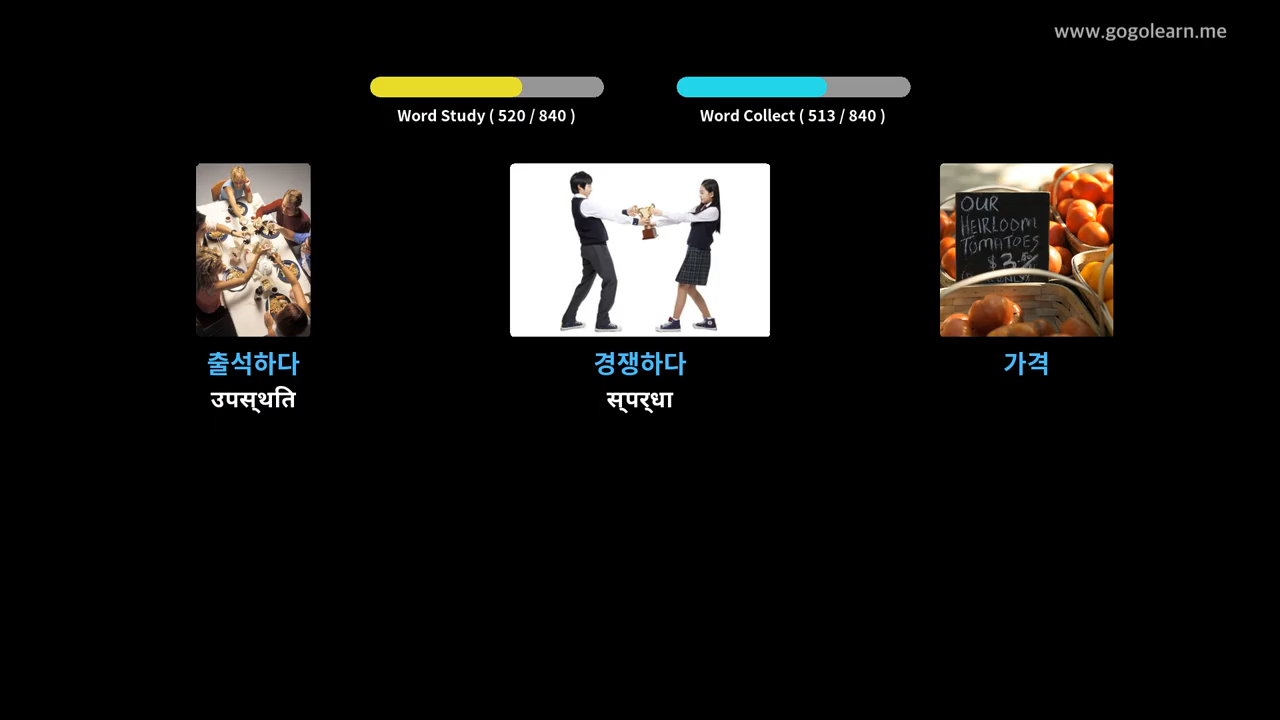 www.gogolearn.me
Word Study ( 520 / 840 )
Word Collect ( 513 / 840 )
OUR
HEIRLOOM
TOMATOES
출석하다
경쟁하다
가격
उपस्थति
स्पर्धा